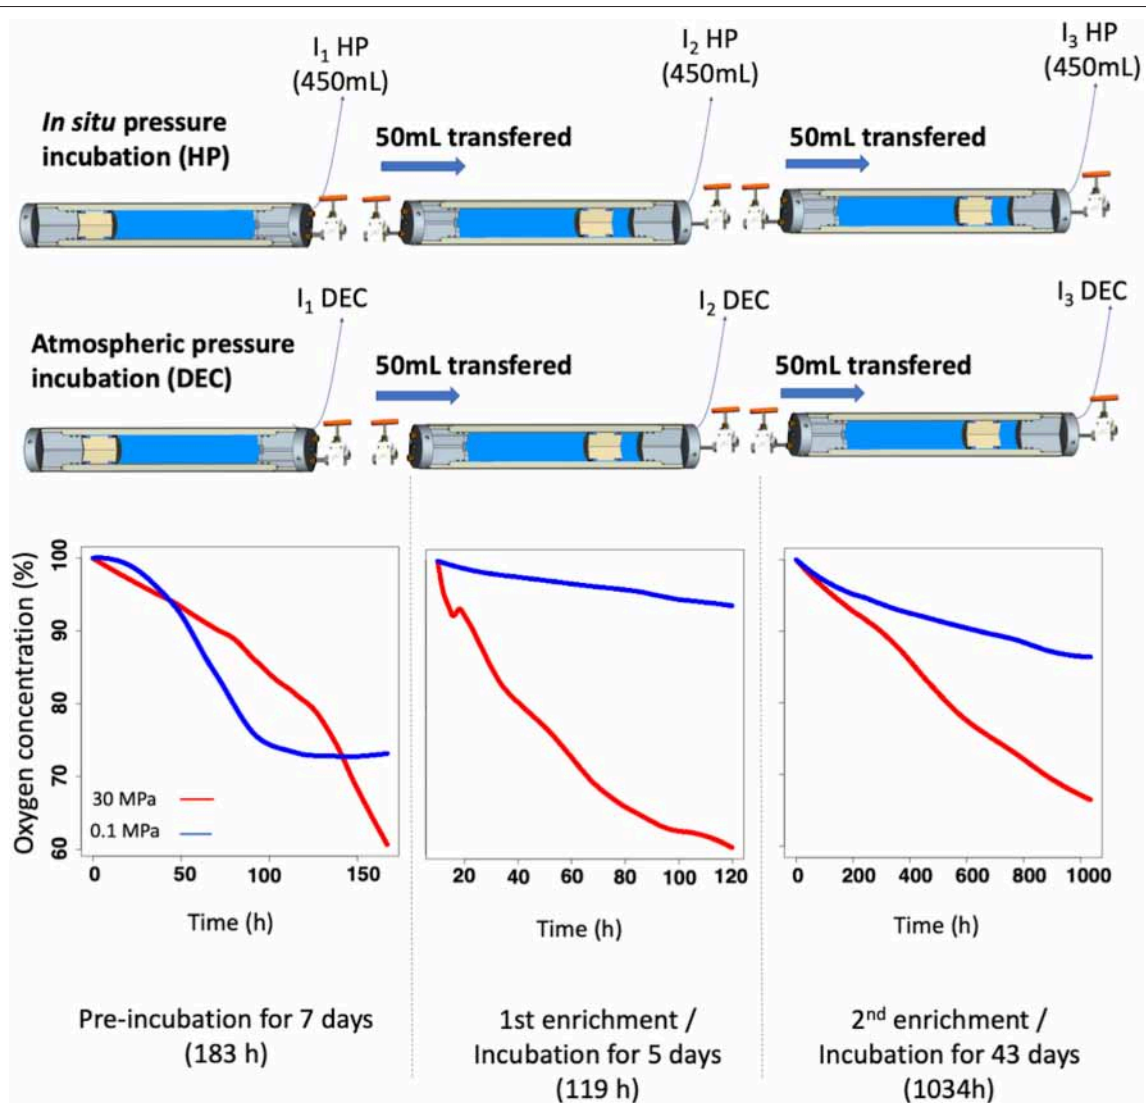 I₁ HP
(450mL)
I₂ HP
(450mL)
I₃ HP
(450mL)
In situ pressure
incubation (HP)
50mL transfered
50mL transfered
I₁ DEC
I₂ DEC
I₃ DEC
Atmospheric pressure
incubation (DEC)
50mL transfered
50mL transfered
Oxygen concentration (%)
100
90
80
70
60
30 MPa
0.1 MPa
0 50 100 150
Time (h)
20 40 60 80 100 120
Time (h)
0 200 400 600 800 1000
Time (h)
Pre-incubation for 7 days
(183 h)
1st enrichment /
Incubation for 5 days
(119 h)
2nd enrichment /
Incubation for 43 days
(1034h)